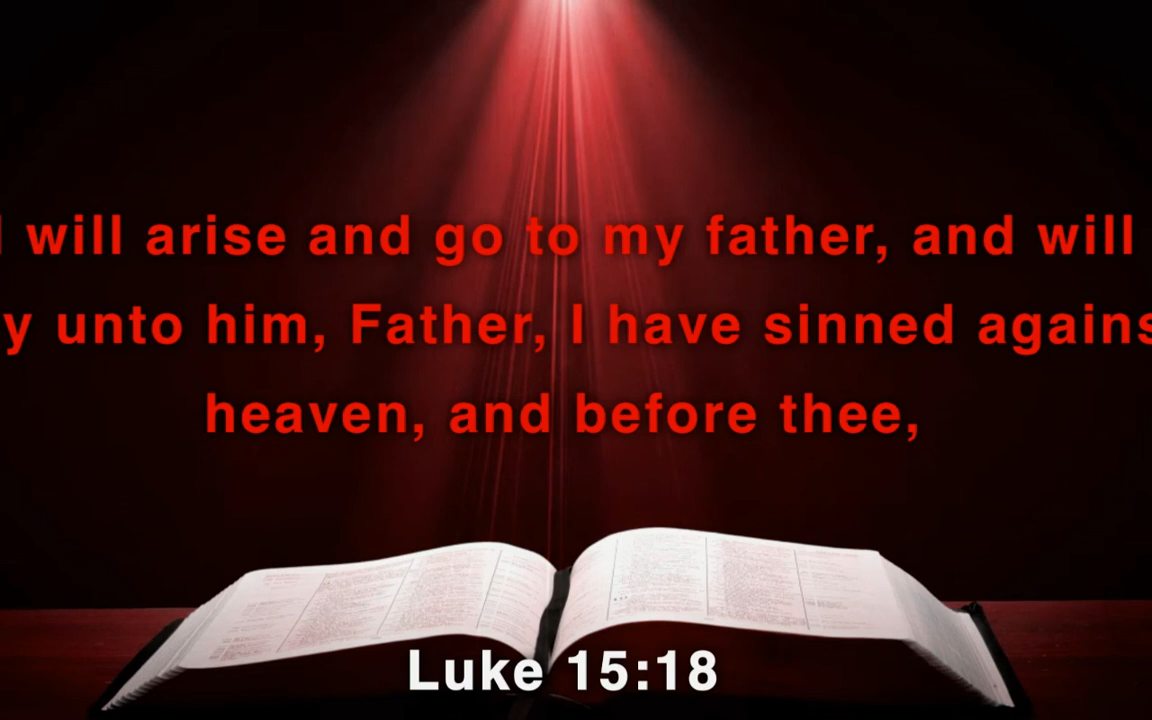 I will arise and go to my father, and will
y unto him, Father, I have sinned agains
heaven, and before thee,
Luke 15:18